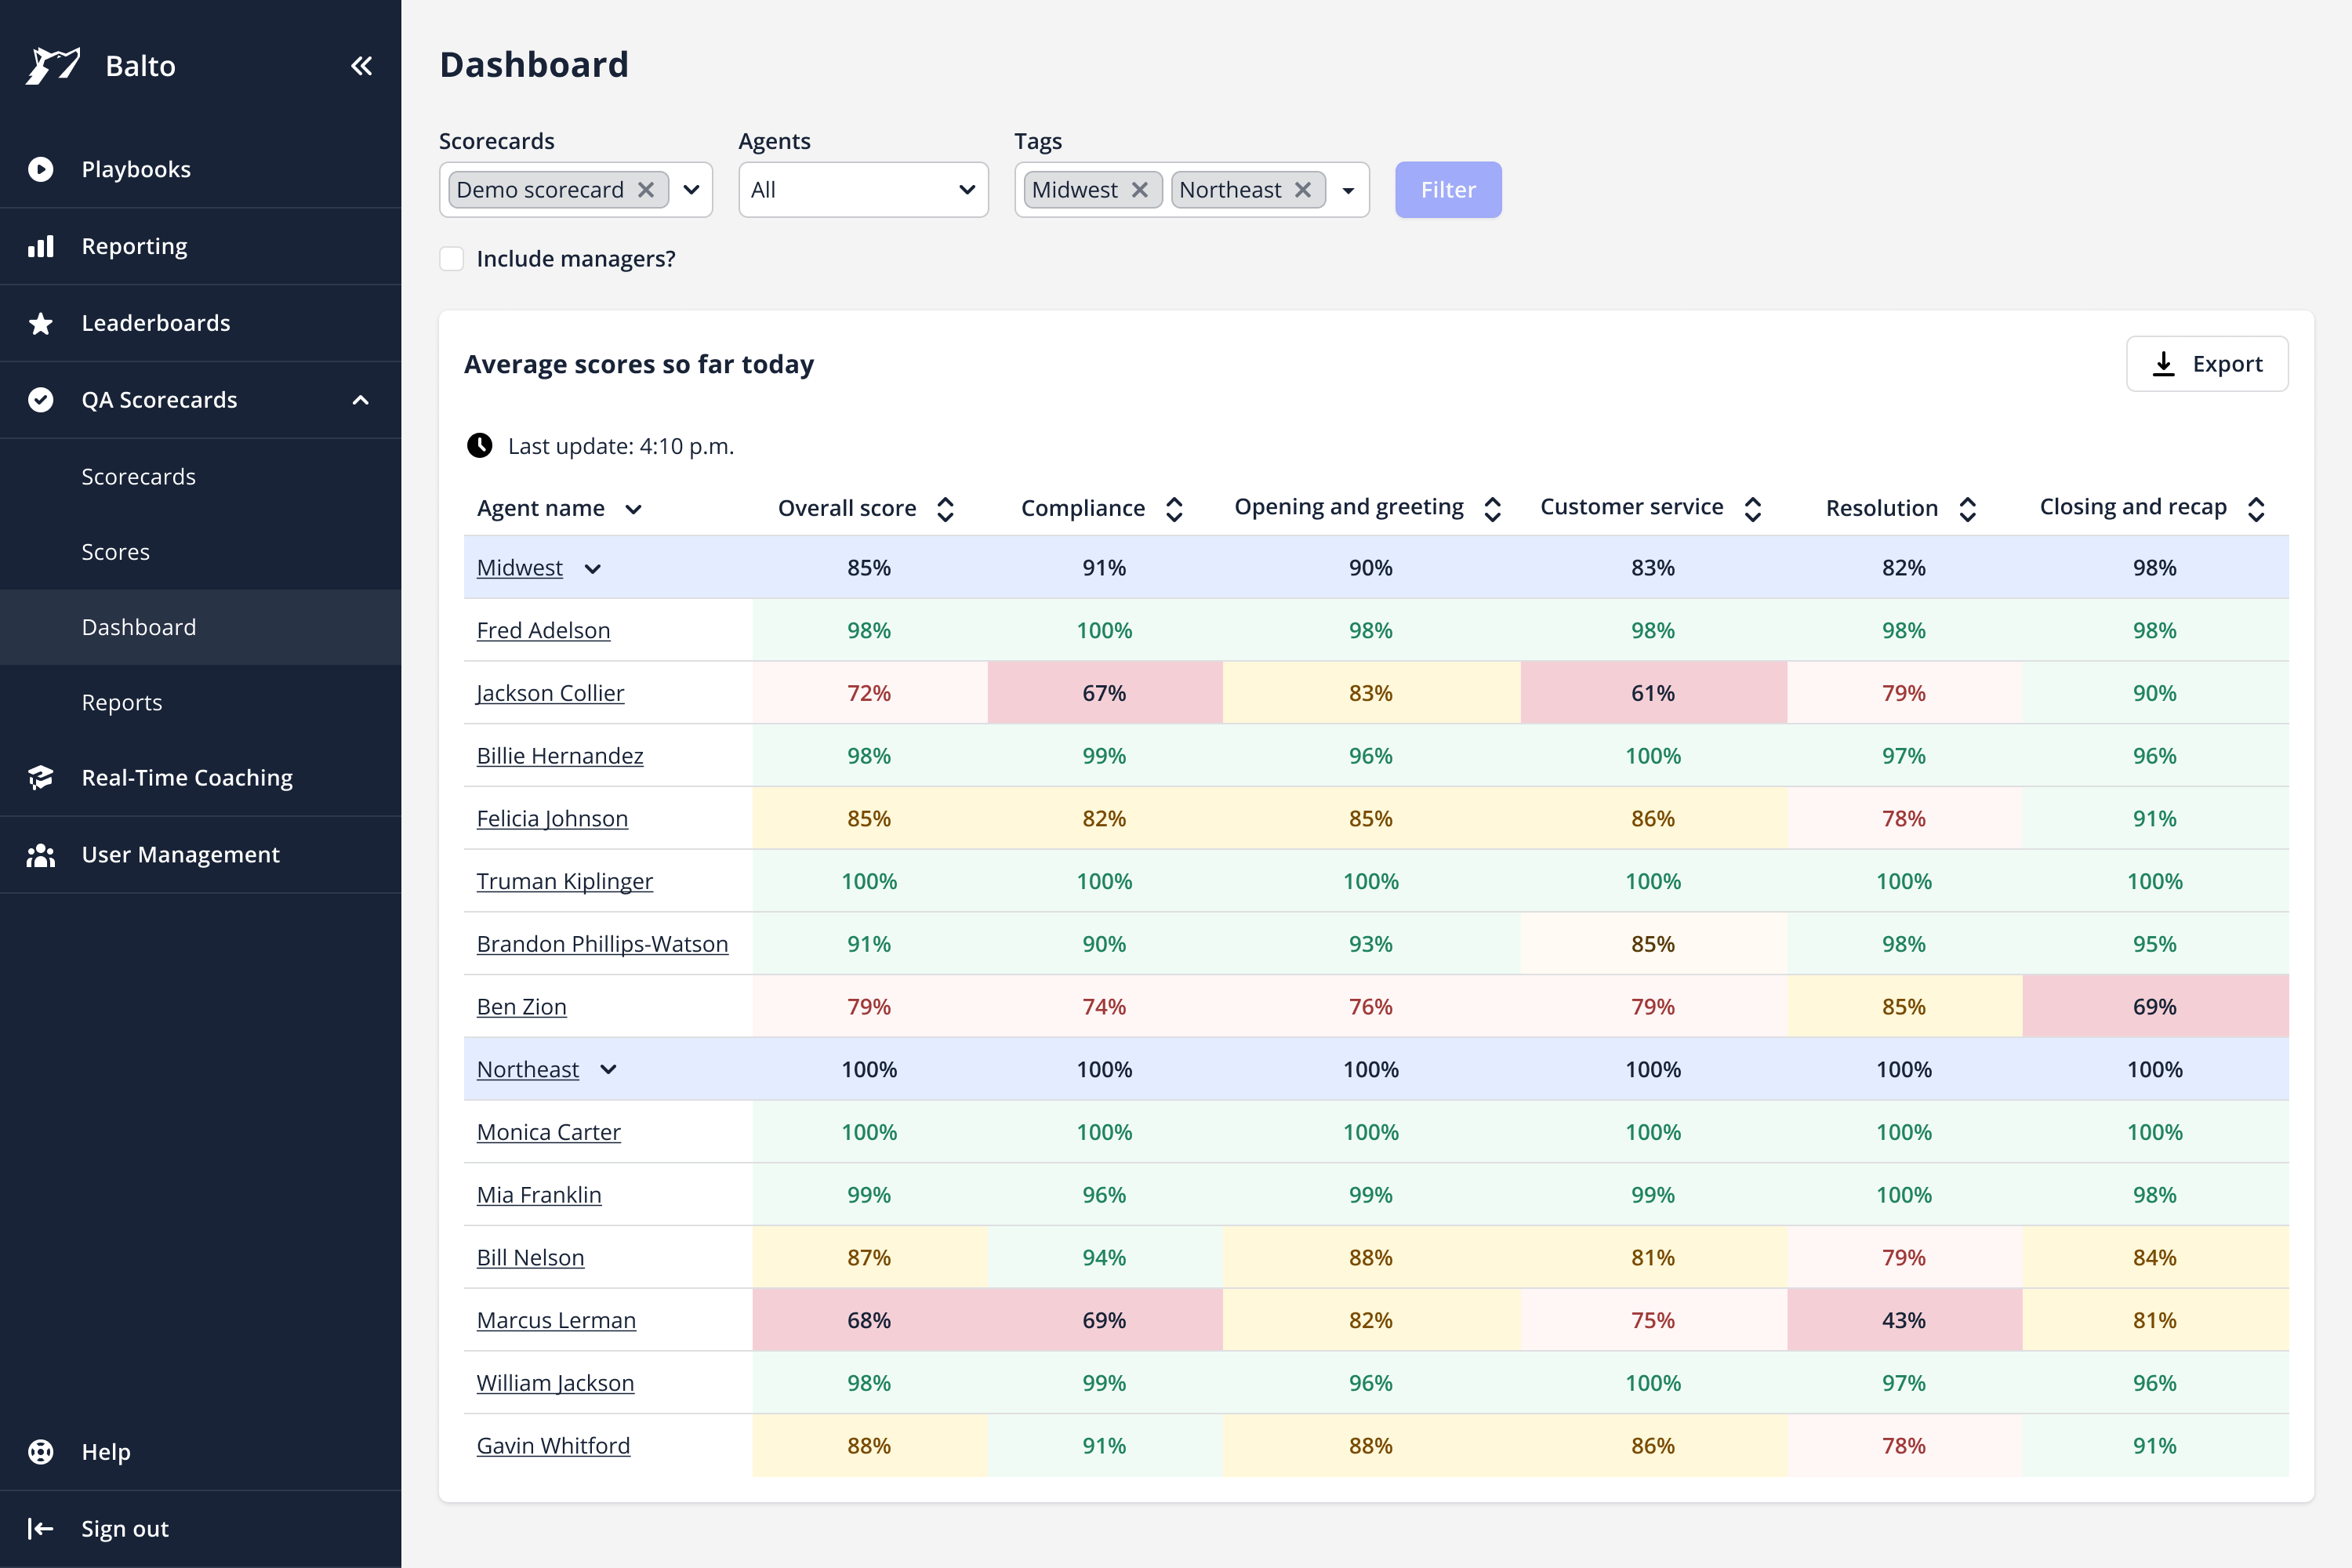 Balto
Playbooks
Reporting
Leaderboards
QA Scorecards
Scorecards
Scores
Dashboard
Reports
Real-Time Coaching
User Management
Help
Sign out
Dashboard
Scorecards Agents Tags
Demo scorecard All Midwest Northeast Filter
Include managers?
Average scores so far today Export
Last update: 4:10 p.m.
Agent name Overall score Compliance Opening and greeting Customer service Resolution Closing and recap
Midwest 85% 91% 90% 83% 82% 98%
Fred Adelson 98% 100% 98% 98% 98% 98%
Jackson Collier 72% 67% 83% 61% 79% 90%
Billie Hernandez 98% 99% 96% 100% 97% 96%
Felicia Johnson 85% 82% 85% 86% 78% 91%
Truman Kiplinger 100% 100% 100% 100% 100% 100%
Brandon Phillips-Watson 91% 90% 93% 85% 98% 95%
Ben Zion 79% 74% 76% 79% 85% 69%
Northeast 100% 100% 100% 100% 100% 100%
Monica Carter 100% 100% 100% 100% 100% 100%
Mia Franklin 99% 96% 99% 99% 100% 98%
Bill Nelson 87% 94% 88% 81% 79% 84%
Marcus Lerman 68% 69% 82% 75% 43% 81%
William Jackson 98% 99% 96% 100% 97% 96%
Gavin Whitford 88% 91% 88% 86% 78% 91%